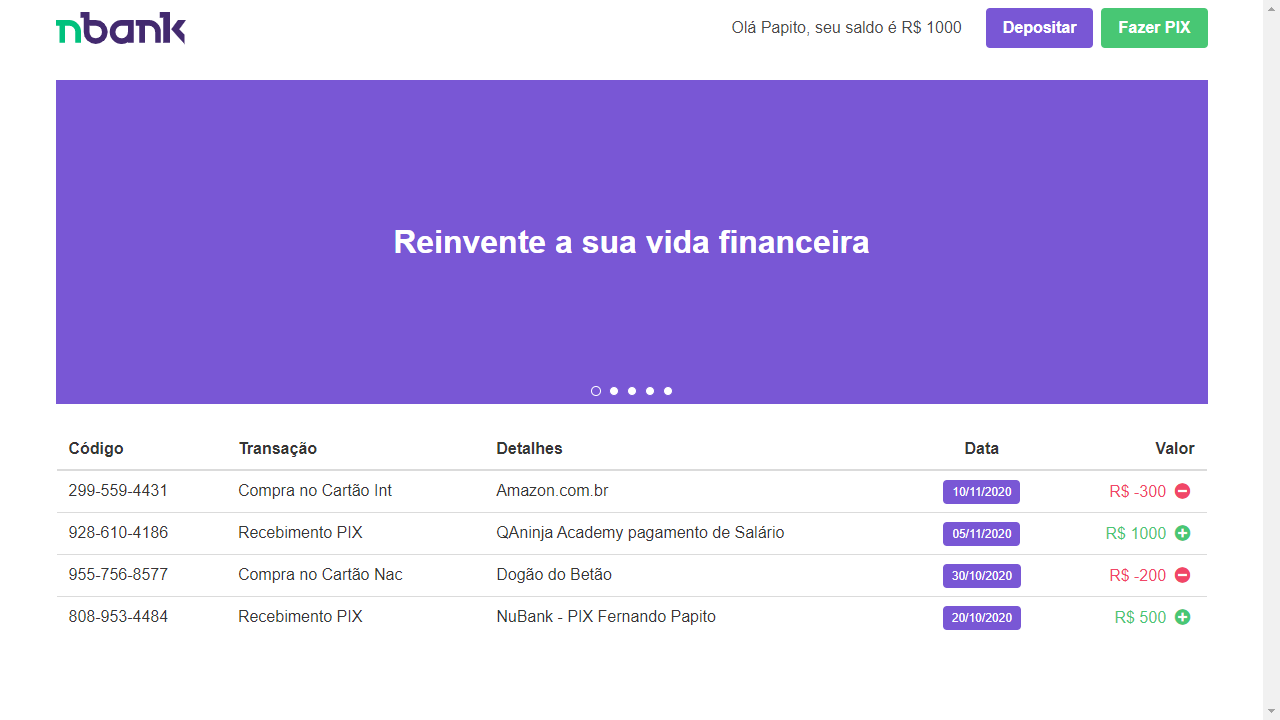 nbank
Olá Papito, seu saldo é R$ 1000 Depositar Fazer PIX
Reinvente a sua vida financeira
Código Transação Detalhes Data Valor
299-559-4431 Compra no Cartão Int Amazon.com.br 10/11/2020 R$ -300
928-610-4186 Recebimento PIX QAninja Academy pagamento de Salário 05/11/2020 R$ 1000
955-756-8577 Compra no Cartão Nac Dogão do Betão 30/10/2020 R$ -200
808-953-4484 Recebimento PIX NuBank - PIX Fernando Papito 20/10/2020 R$ 500